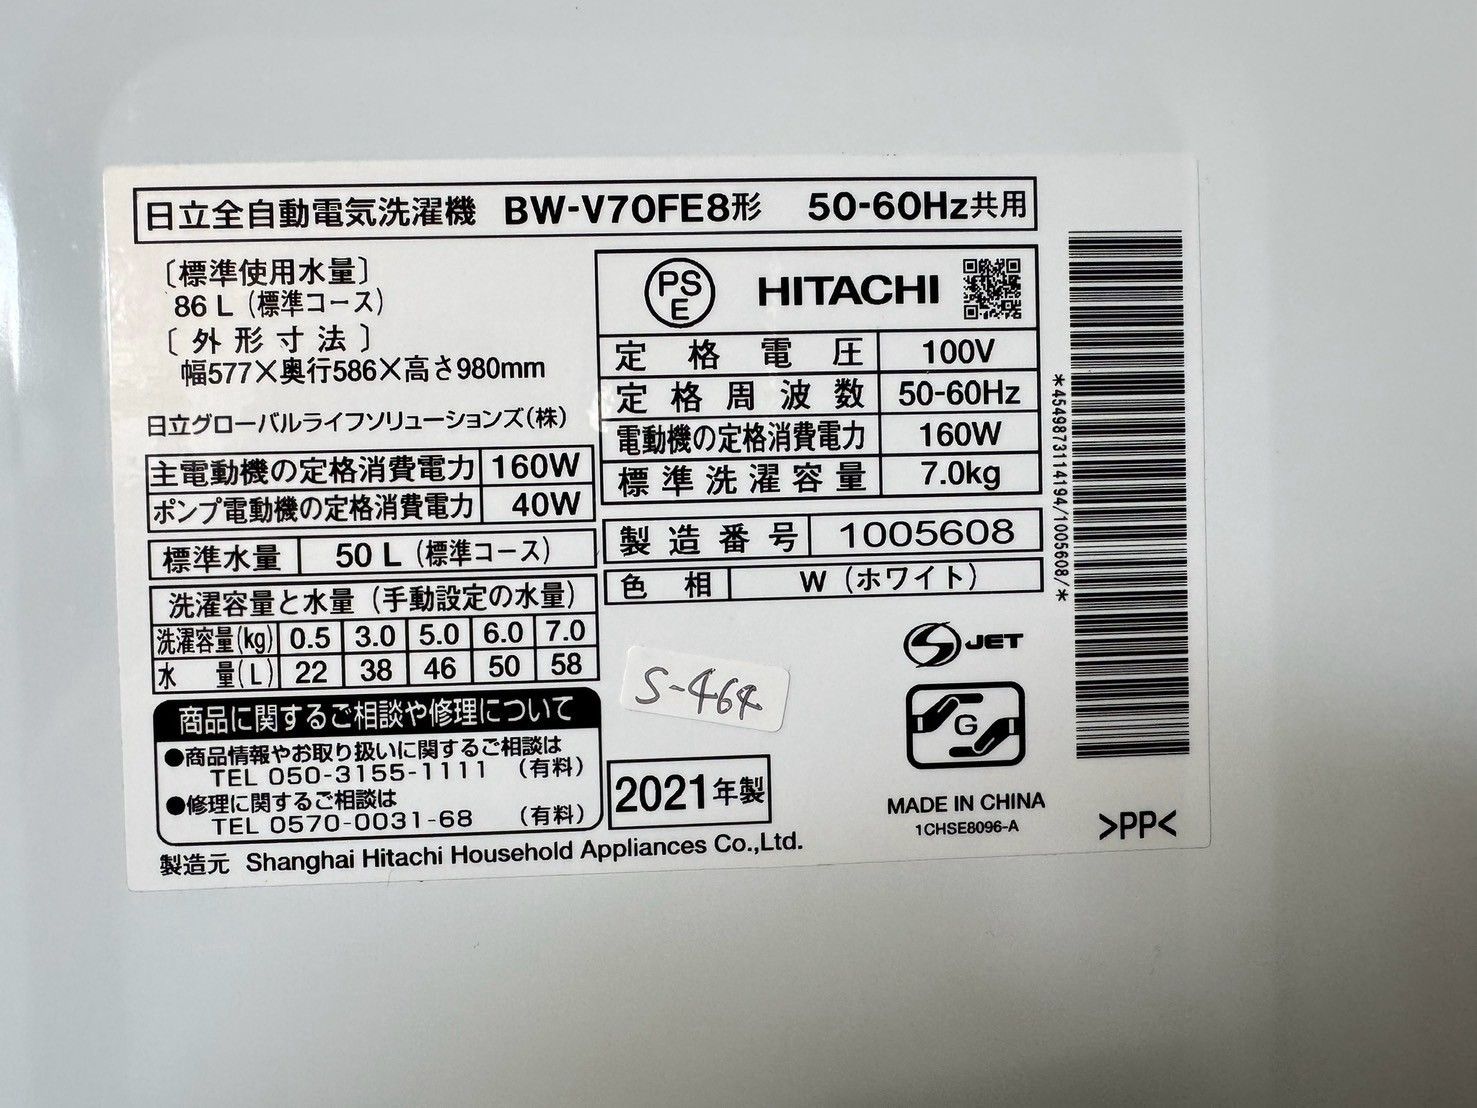 日立全自動電気洗濯機 BW-V70FE8形 50-60Hz共用
〔標準使用水量〕
86 L (標準コース)
〔外形寸法〕
幅577×奥行586×高さ980mm
日立グローバルライフソリューションズ(株)
主電動機の定格消費電力 160W
ポンプ電動機の定格消費電力 40W
標準水量 50 L (標準コース)
洗濯容量と水量 (手動設定の水量)
洗濯容量(kg) 0.5 3.0 5.0 6.0 7.0
水量(L) 22 38 46 50 58
商品に関するご相談や修理について
●商品情報やお取り扱いに関するご相談は
TEL 050-3155-1111 (有料)
●修理に関するご相談は
TEL 0570-0031-68 (有料)
製造元 Shanghai Hitachi Household Appliances Co.,Ltd.
PS
E
HITACHI
定格電圧 100V
定格周波数 50-60Hz
電動機の定格消費電力 160W
標準洗濯容量 7.0kg
製造番号 1005608
色相 W (ホワイト)
S-464
2021年製
S JET
G
MADE IN CHINA
1CHSE8096-A
>PP<
*4549873114194/1005608/*